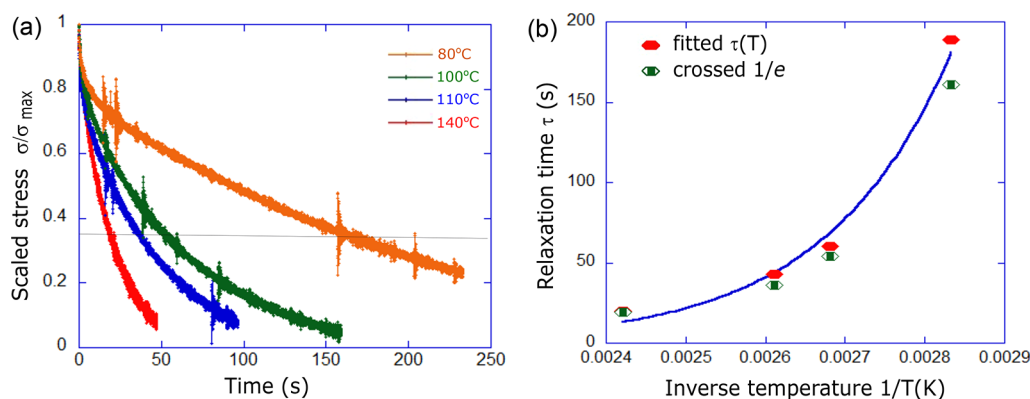 (a)
1
0.8
0.6
0.4
0.2
0
Scaled stress σ/σ max
80°C
100°C
110°C
140°C
0 50 100 150 200 250
Time (s)
(b)
200
150
100
50
0
Relaxation time τ (s)
fitted τ(T)
crossed 1/e
0.0024 0.0025 0.0026 0.0027 0.0028 0.0029
Inverse temperature 1/T(K)